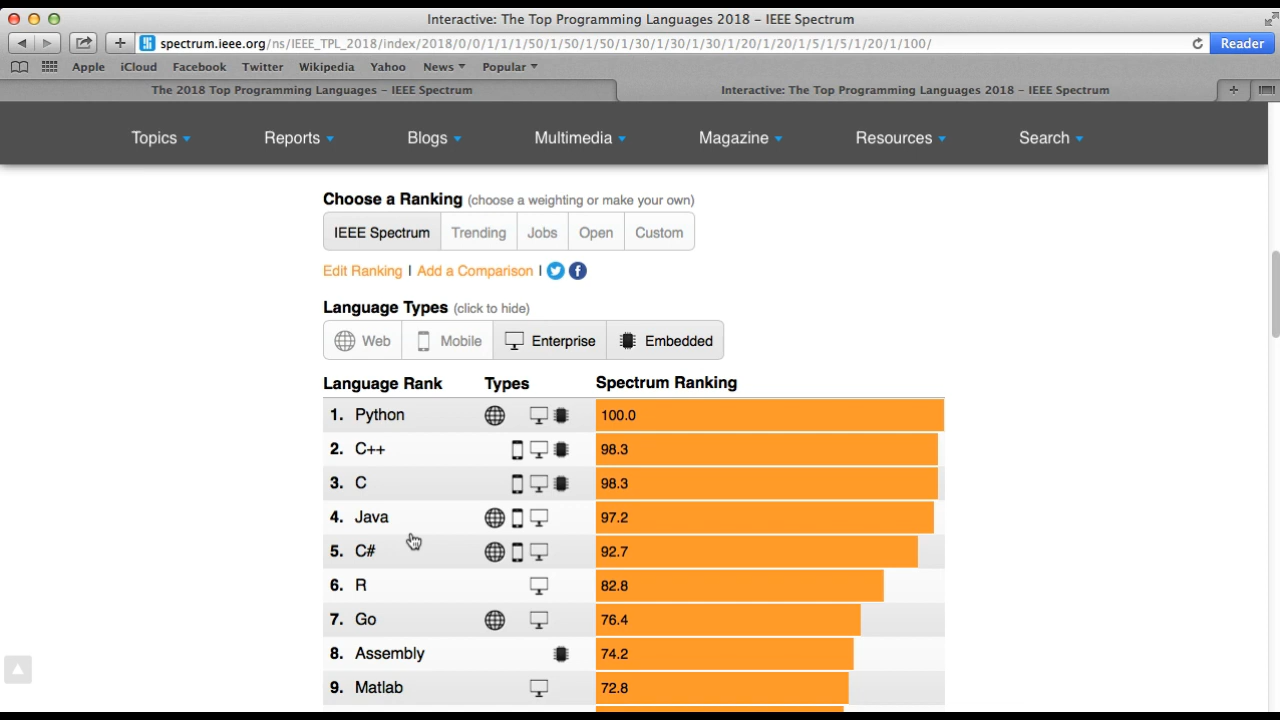 Interactive: The Top Programming Languages 2018 – IEEE Spectrum
spectrum.ieee.org/ns/IEEE_TPL_2018/index/2018/0/0/1/1/1/50/1/50/1/50/1/30/1/30/1/30/1/20/1/20/1/5/1/5/1/20/1/100/
Reader
Apple iCloud Facebook Twitter Wikipedia Yahoo News Popular
The 2018 Top Programming Languages – IEEE Spectrum
Interactive: The Top Programming Languages 2018 – IEEE Spectrum
Topics Reports Blogs Multimedia Magazine Resources Search
Choose a Ranking (choose a weighting or make your own)
IEEE Spectrum Trending Jobs Open Custom
Edit Ranking | Add a Comparison |
Language Types (click to hide)
Web Mobile Enterprise Embedded
Language Rank Types Spectrum Ranking
1. Python 100.0
2. C++ 98.3
3. C 98.3
4. Java 97.2
5. C# 92.7
6. R 82.8
7. Go 76.4
8. Assembly 74.2
9. Matlab 72.8